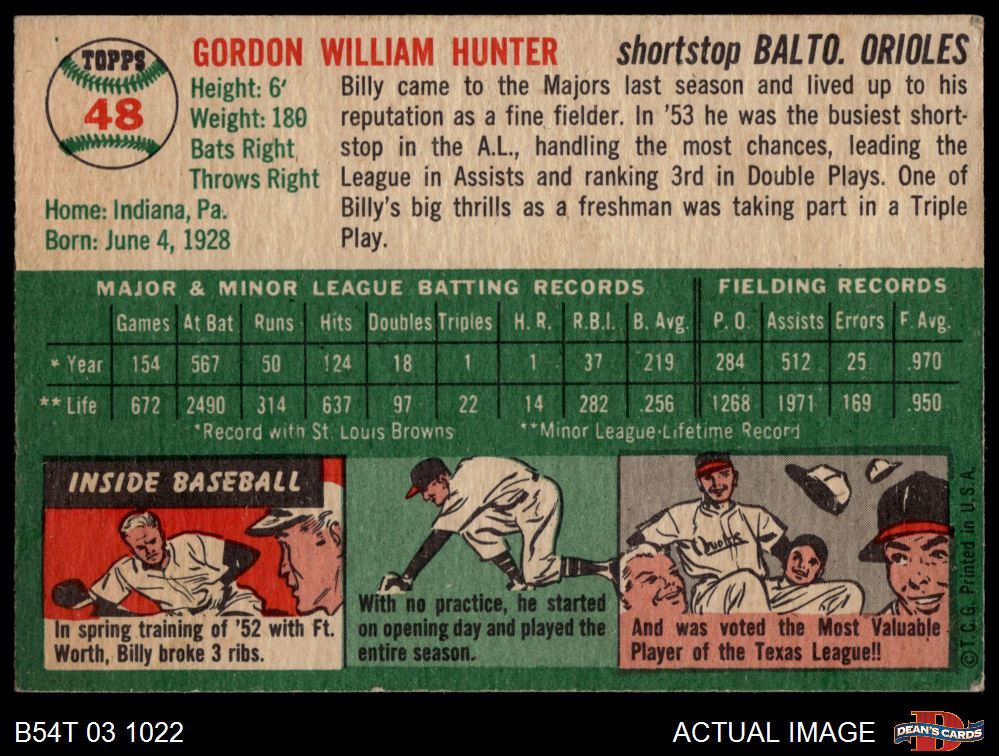 TOPPS
48
GORDON WILLIAM HUNTER
shortstop BALTO. ORIOLES
Height: 6'
Weight: 180
Bats Right
Throws Right
Home: Indiana, Pa.
Born: June 4, 1928
Billy came to the Majors last season and lived up to his
reputation as a fine fielder. In '53 he was the busiest short-
stop in the A.L., handling the most chances, leading the
League in Assists and ranking 3rd in Double Plays. One of
Billy's big thrills as a freshman was taking part in a Triple
Play.
MAJOR & MINOR LEAGUE BATTING RECORDS FIELDING RECORDS
Games At Bat Runs Hits Doubles Triples H. R. R.B.I. B. Avg. P. O. Assists Errors F. Avg.
* Year 154 567 50 124 18 1 1 37 219 284 512 25 .970
** Life 672 2490 314 637 97 22 14 282 .256 1268 1971 169 .950
*Record with St. Louis Browns **Minor League-Lifetime Record
INSIDE BASEBALL
In spring training of '52 with Ft.
Worth, Billy broke 3 ribs.
With no practice, he started
on opening day and played the
entire season.
And was voted the Most Valuable
Player of the Texas League!!
© T.C.G. Printed in U.S.A.
B54T 03 1022
ACTUAL IMAGE
DEAN'S CARDS